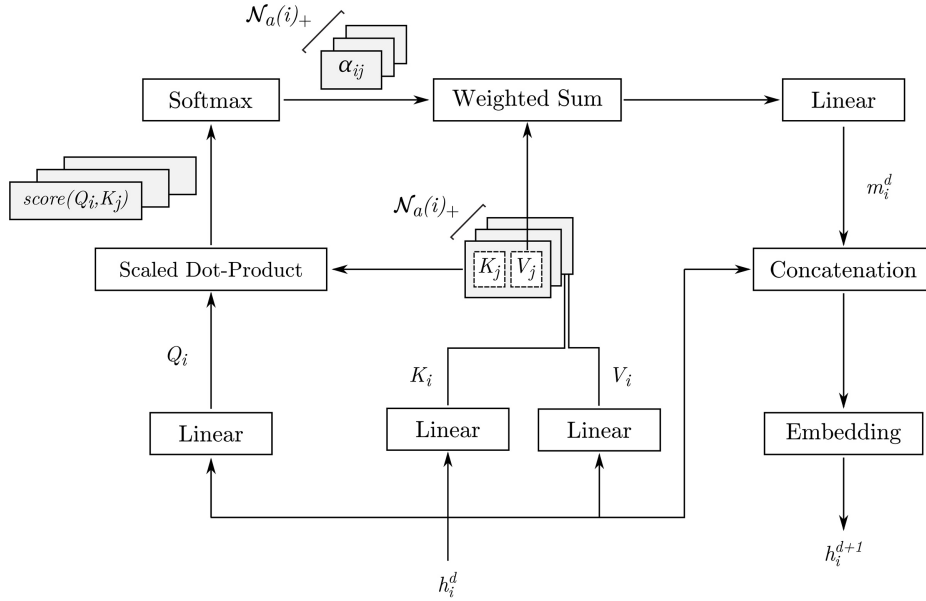 𝒩ₐ(i)₊
αᵢⱼ
Softmax
Weighted Sum
Linear
score(Qᵢ,Kⱼ)
mᵢᵈ
𝒩ₐ(i)₊
Scaled Dot-Product
Kⱼ Vⱼ
Concatenation
Qᵢ
Kᵢ
Vᵢ
Linear
Linear
Linear
Embedding
hᵢᵈ
hᵢᵈ⁺¹